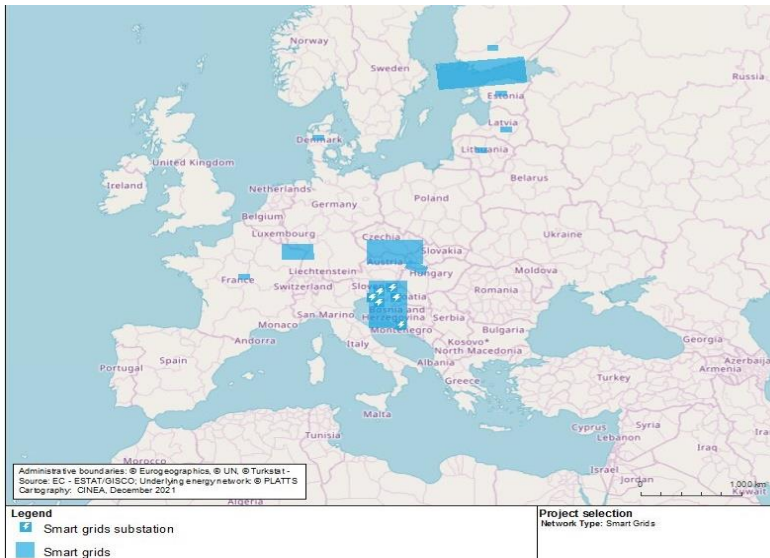 Norway
Sweden
Russia
Estonia
Latvia
Denmark
Lithuania
United Kingdom
Ireland
Belarus
Netherlands
Poland
Germany
Belgium
Luxembourg
Czechia
Ukraine
Slovakia
Austria
Liechtenstein
Hungary
Moldova
France
Switzerland
Romania
San Marino
Bosnia and
Herzegovina
Serbia
Monaco
Montenegro
Bulgaria
Andorra
Italy
Kosovo*
North Macedonia
Georgia
Azerbaijan
Armenia
Portugal
Spain
Albania
Greece
Turkey
Malta
Cyprus
Syria
Lebanon
Tunisia
Iraq
Morocco
Israel
Jordan
Kuwait
Algeria
Administrative boundaries: © Eurogeographics, © UN, © Turkstat -
Source: EC - ESTAT/GISCO; Underlying energy network: © PLATTS
Cartography: CINEA, December 2021
0 1,000 km
Legend
Smart grids substation
Smart grids
Project selection
Network Type: Smart Grids